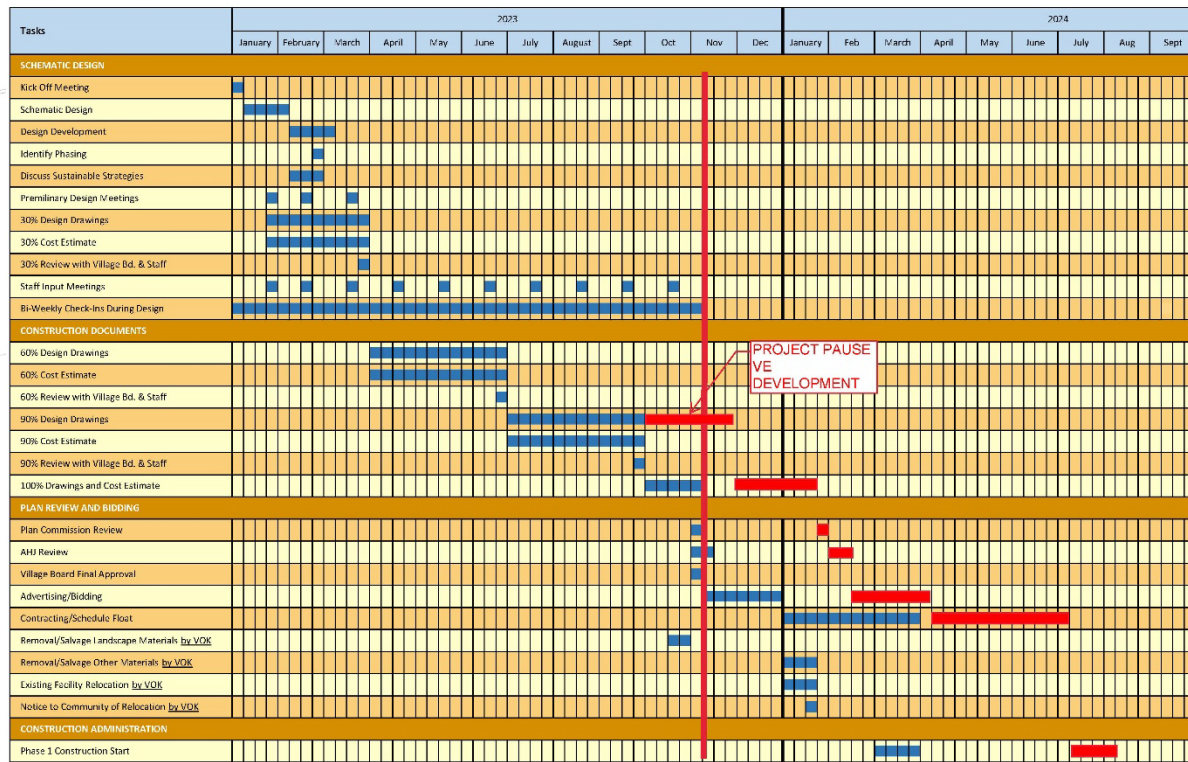 Tasks
2023
2024
January February March April May June July August Sept Oct Nov Dec January Feb March April May June July Aug Sept
SCHEMATIC DESIGN
Kick Off Meeting
Schematic Design
Design Development
Identify Phasing
Discuss Sustainable Strategies
Premilinary Design Meetings
30% Design Drawings
30% Cost Estimate
30% Review with Village Bd. & Staff
Staff Input Meetings
Bi-Weekly Check-Ins During Design
CONSTRUCTION DOCUMENTS
60% Design Drawings
PROJECT PAUSE
VE
DEVELOPMENT
60% Cost Estimate
60% Review with Village Bd. & Staff
90% Design Drawings
90% Cost Estimate
90% Review with Village Bd. & Staff
100% Drawings and Cost Estimate
PLAN REVIEW AND BIDDING
Plan Commission Review
AHJ Review
Village Board Final Approval
Advertising/Bidding
Contracting/Schedule Float
Removal/Salvage Landscape Materials by VOK
Removal/Salvage Other Materials by VOK
Existing Facility Relocation by VOK
Notice to Community of Relocation by VOK
CONSTRUCTION ADMINISTRATION
Phase 1 Construction Start